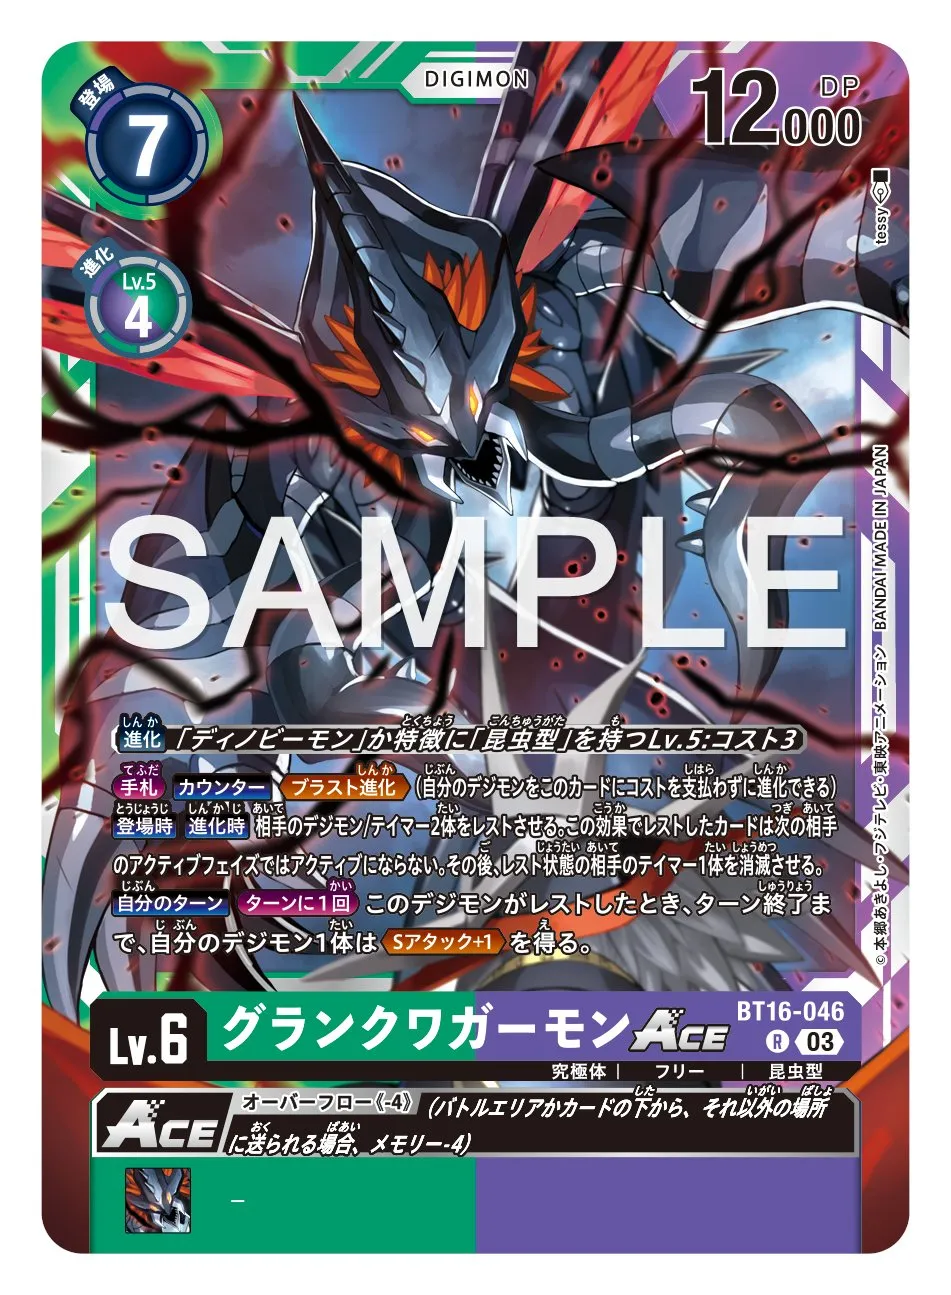 DIGIMON
登場
7
12000
DP
進化
Lv.5
4
tessy
SAMPLE
©本郷あきよし・フジテレビ・東映アニメーション BANDAI MADE IN JAPAN
進化 「ディノビーモン」か特徴に「昆虫型」を持つLv.5:コスト3
手札 カウンター ブラスト進化 (自分のデジモンをこのカードにコストを支払わずに進化できる)
登場時 進化時 相手のデジモン/テイマー2体をレストさせる。この効果でレストしたカードは次の相手
のアクティブフェイズではアクティブにならない。その後、レスト状態の相手のテイマー1体を消滅させる。
自分のターン ターンに1回 このデジモンがレストしたとき、ターン終了ま
で、自分のデジモン1体は Sアタック+1 を得る。
Lv.6
グランクワガーモン ACE
BT16-046
R 03
究極体 | フリー | 昆虫型
ACE
オーバーフロー《-4》 (バトルエリアかカードの下から、それ以外の場所
に送られる場合、メモリー-4)
–